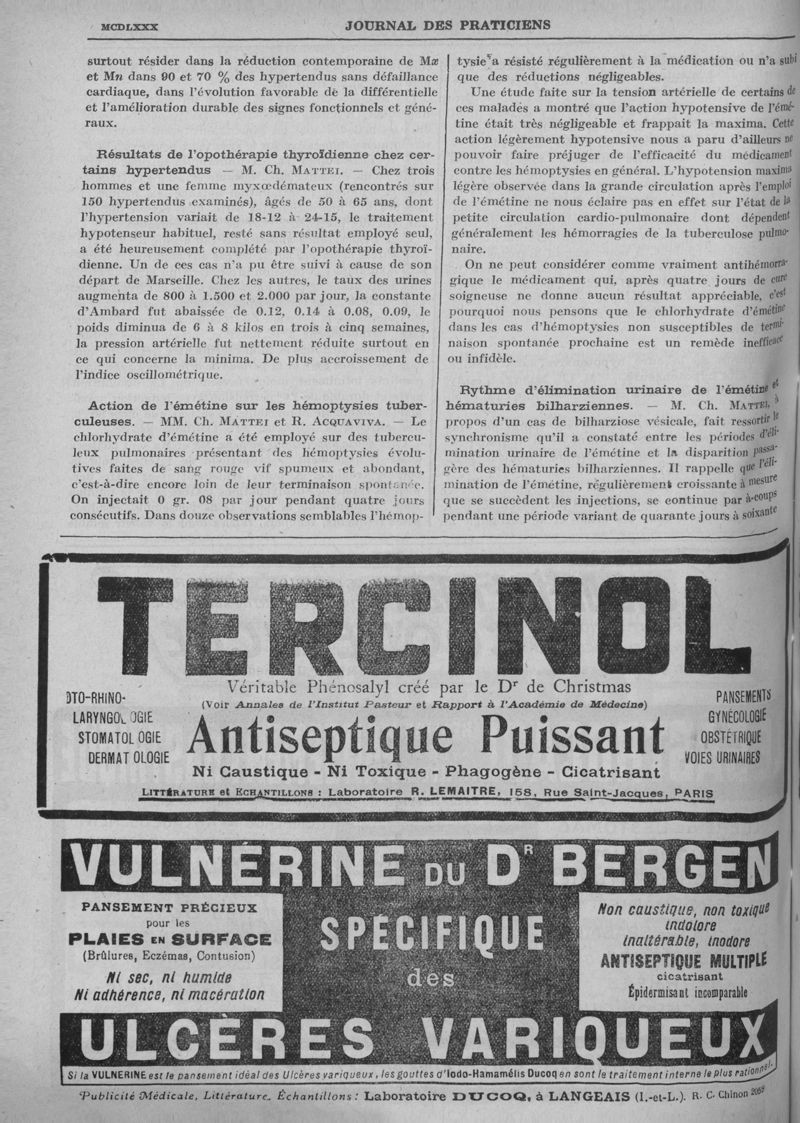 MCDLXXX
JOURNAL DES PRATICIENS
surtout résider dans la réduction contemporaine de Mx
et Mn dans 90 et 70 % des hypertendus sans défaillance
cardiaque, dans l'évolution favorable de la différentielle
et l'amélioration durable des signes fonctionnels et géné-
raux.
Résultats de l'opothérapie thyroïdienne chez cer-
tains hypertendus — M. Ch. MATTEI. — Chez trois
hommes et une femme myxœdémateux (rencontrés sur
150 hypertendus examinés), âgés de 50 à 65 ans, dont
l'hypertension variait de 18-12 à 24-15, le traitement
hypotenseur habituel, resté sans résultat employé seul,
a été heureusement complété par l'opothérapie thyroï-
dienne. Un de ces cas n'a pu être suivi à cause de son
départ de Marseille. Chez les autres, le taux des urines
augmenta de 800 à 1.500 et 2.000 par jour, la constante
d'Ambard fut abaissée de 0.12, 0.14 à 0.08, 0.09, le
poids diminua de 6 à 8 kilos en trois à cinq semaines,
la pression artérielle fut nettement réduite surtout en
ce qui concerne la minima. De plus accroissement de
l'indice oscillométrique.
Action de l'émétine sur les hémoptysies tuber-
culeuses. — MM. Ch. MATTEI et R. ACQUAVIVA. — Le
chlorhydrate d'émétine a été employé sur des tubercu-
leux pulmonaires présentant des hémoptysies évolu-
tives faites de sang rouge vif spumeux et abondant,
c'est-à-dire encore loin de leur terminaison spontanée.
On injectait 0 gr. 08 par jour pendant quatre jours
consécutifs. Dans douze observations semblables l'hémop-
tysie a résisté régulièrement à la médication ou n'a subi
que des réductions négligeables.
Une étude faite sur la tension artérielle de certains de
ces malades a montré que l'action hypotensive de l'émé-
tine était très négligeable et frappait la maxima. Cette
action légèrement hypotensive nous a paru d'ailleurs ne
pouvoir faire préjuger de l'efficacité du médicament
contre les hémoptysies en général. L'hypotension maxima
légère observée dans la grande circulation après l'emploi
de l'émétine ne nous éclaire pas en effet sur l'état de la
petite circulation cardio-pulmonaire dont dépendent
généralement les hémorragies de la tuberculose pulmo-
naire.
On ne peut considérer comme vraiment antihémorra-
gique le médicament qui, après quatre jours de cure
soigneuse ne donne aucun résultat appréciable, c'est
pourquoi nous pensons que le chlorhydrate d'émétine
dans les cas d'hémoptysies non susceptibles de termi-
naison spontanée prochaine est un remède inefficace
ou infidèle.
Rythme d'élimination urinaire de l'émétine et
hématuries bilharziennes. — M. Ch. MATTEI, à
propos d'un cas de bilharziose vésicale, fait ressortir le
synchronisme qu'il a constaté entre les périodes d'éli-
mination urinaire de l'émétine et la disparition passa-
gère des hématuries bilharziennes. Il rappelle que l'éli-
mination de l'émétine, régulièrement croissante à mesure
que se succèdent les injections, se continue par à-coups
pendant une période variant de quarante jours à soixante
TERCINOL
Véritable Phénosalyl créé par le Dr de Christmas
(Voir Annales de l'Institut Pasteur et Rapport à l'Académie de Médecine)
OTO-RHINO-
LARYNGOLOGIE
STOMATOLOGIE
DERMATOLOGIE
Antiseptique Puissant
PANSEMENTS
GYNÉCOLOGIE
OBSTÉTRIQUE
VOIES URINAIRES
Ni Caustique - Ni Toxique - Phagogène - Cicatrisant
LITTÉRATURE et ECHANTILLONS : Laboratoire R. LEMAITRE, 158, Rue Saint-Jacques, PARIS
VULNÉRINE DU DR BERGEN
PANSEMENT PRÉCIEUX
pour les
PLAIES EN SURFACE
(Brûlures, Eczémas, Contusion)
Ni sec, ni humide
Ni adhérence, ni macération
SPÉCIFIQUE
des
Non caustique, non toxique
indolore
inaltérable, inodore
ANTISEPTIQUE MULTIPLE
cicatrisant
Épidermisant incomparable
ULCÈRES VARIQUEUX
Si la VULNERINE est le pansement idéal des Ulcères variqueux, les gouttes d'Iodo-Hamamélis Ducoq en sont le traitement interne le plus rationnel.
Publicité Médicale, Littérature, Échantillons : Laboratoire DUCOQ, à LANGEAIS (I.-et-L.). R. C. Chinon